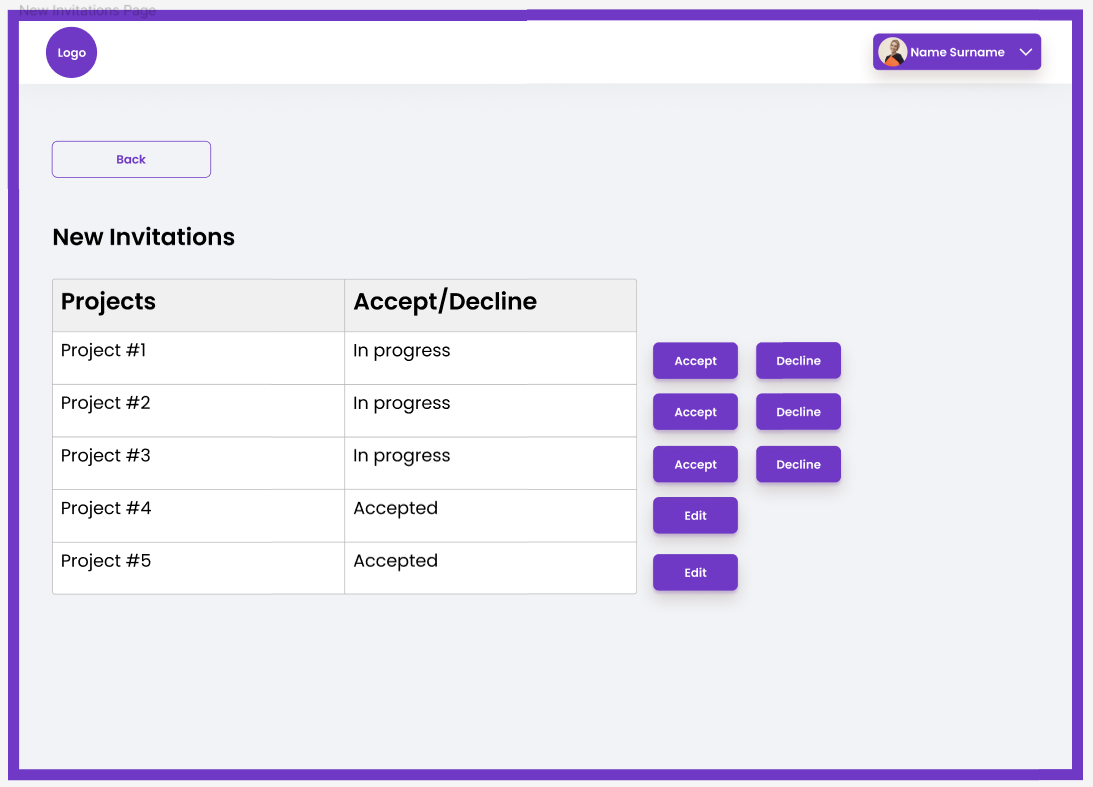 New Invitations Page
Logo
Name Surname
Back
New Invitations
Projects Accept/Decline
Project #1 In progress Accept Decline
Project #2 In progress Accept Decline
Project #3 In progress Accept Decline
Project #4 Accepted Edit
Project #5 Accepted Edit